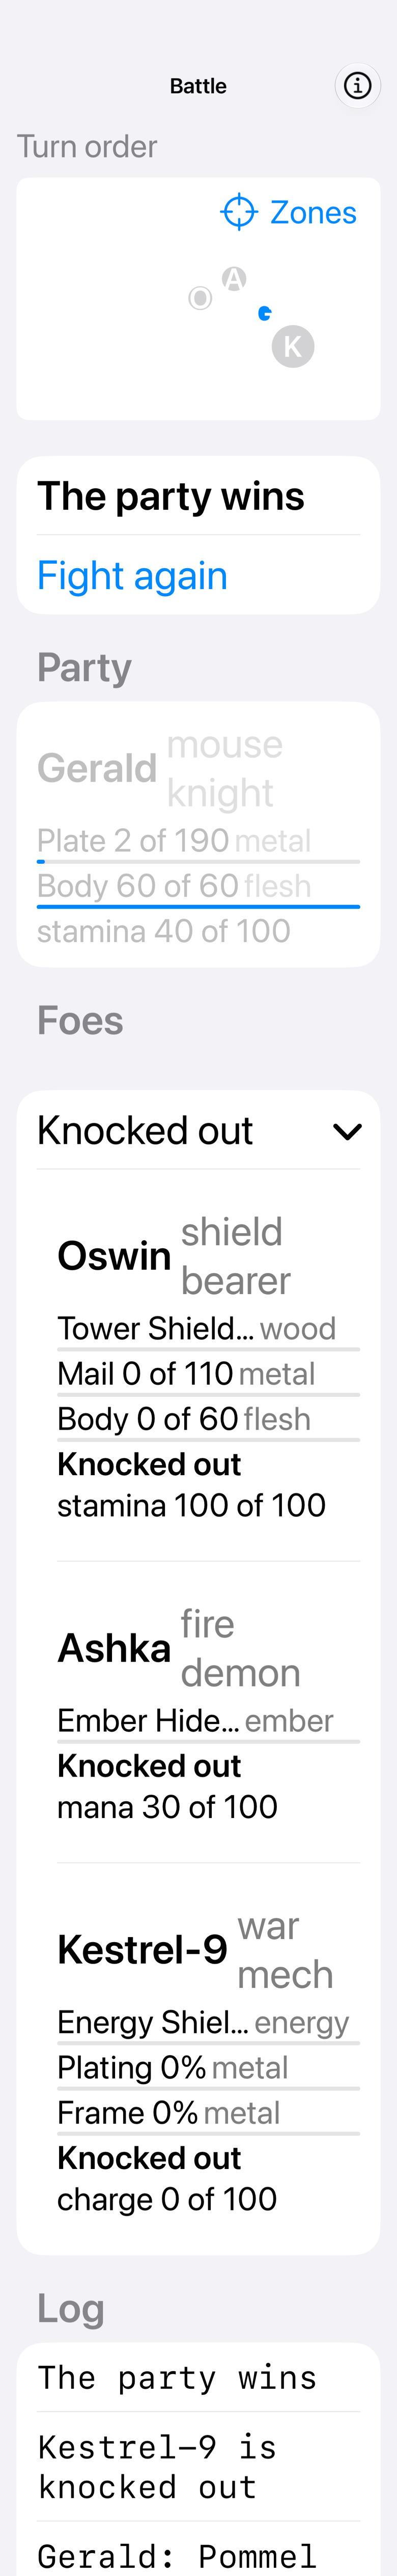 Battle
Turn order
Zones
A
O
G
K
The party wins
Fight again
Party
Gerald mouse
knight
Plate 2 of 190 metal
Body 60 of 60 flesh
stamina 40 of 100
Foes
Knocked out
Oswin shield
bearer
Tower Shield... wood
Mail 0 of 110 metal
Body 0 of 60 flesh
Knocked out
stamina 100 of 100
Ashka fire
demon
Ember Hide... ember
Knocked out
mana 30 of 100
Kestrel-9 war
mech
Energy Shiel... energy
Plating 0% metal
Frame 0% metal
Knocked out
charge 0 of 100
Log
The party wins
Kestrel-9 is
knocked out
Gerald: Pommel